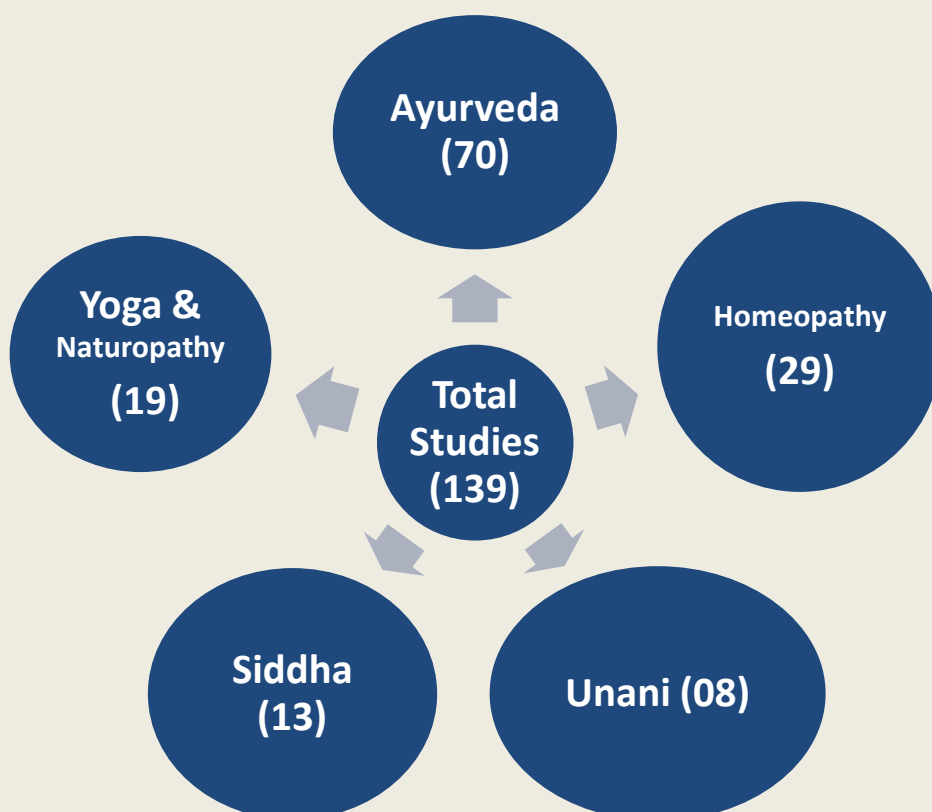 Ayurveda
(70)
Yoga &
Naturopathy
(19)
Homeopathy
(29)
Total
Studies
(139)
Siddha
(13)
Unani (08)